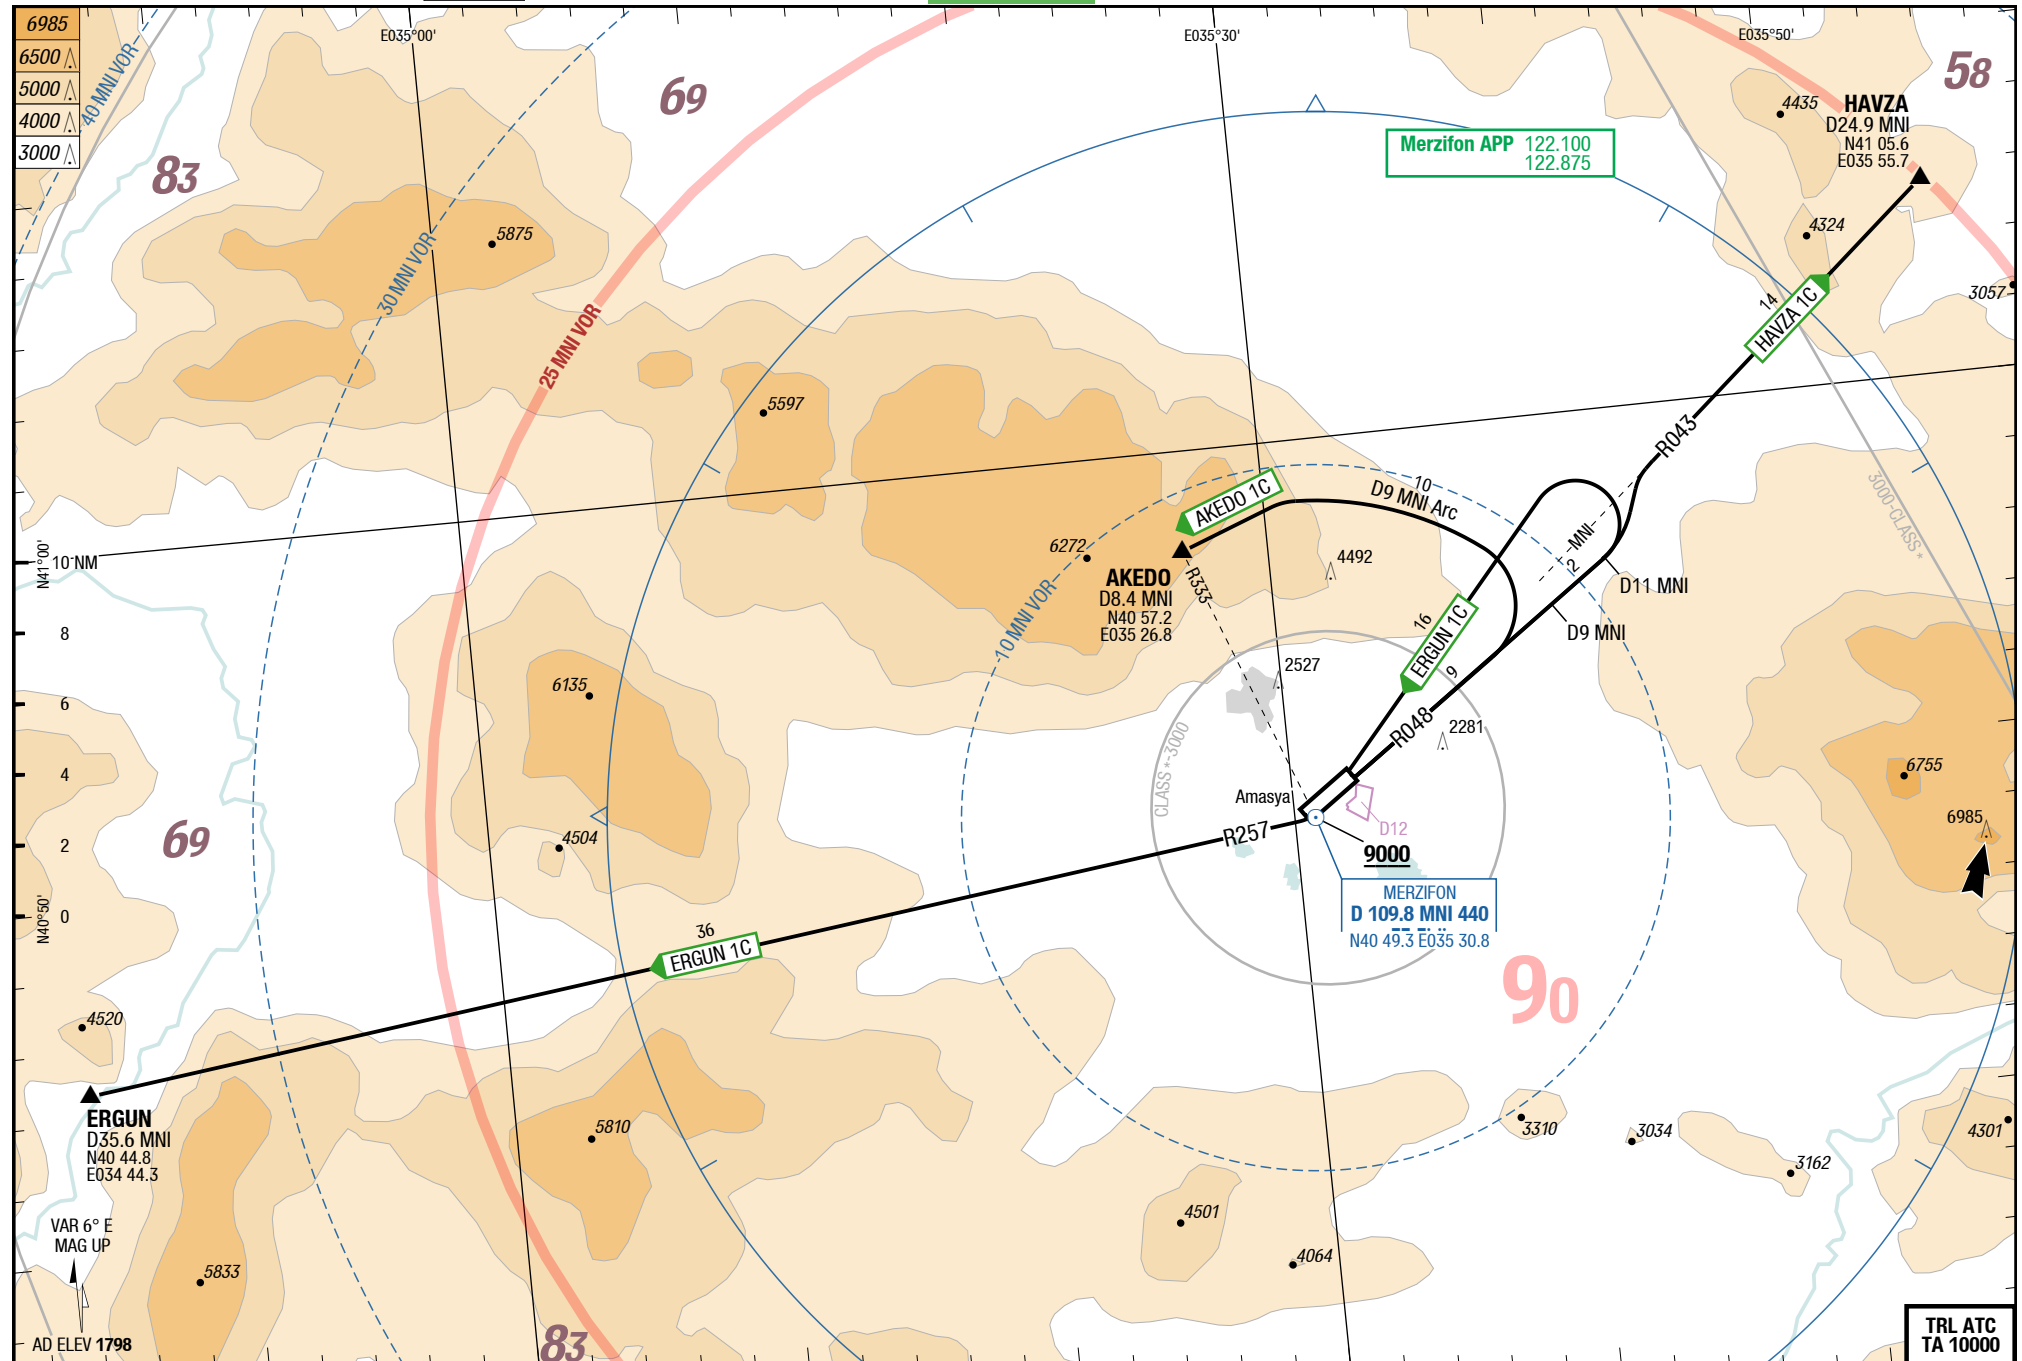 6985
6500
5000
4000
3000
40 MNI VOR
E035°00'
E035°30'
E035°50'
69
58
83
4435
HAVZA
D24.9 MNI
N41 05.6
E035 55.7
Merzifon APP 122.100
122.875
5875
4324
30 MNI VOR
3057
14
HAVZA 1C
25 MNI VOR
5597
R043
AKEDO 1C
10
D9 MNI Arc
3000-CLASS *
MNI
2
N41°00'
10 NM
6272
4492
AKEDO
D8.4 MNI
N40 57.2
E035 26.8
R333
D11 MNI
10 MNI VOR
16
ERGUN 1C
D9 MNI
8
2527
9
6135
6
R048
2281
CLASS *-3000
4
6755
Amasya
D12
6985
69
4504
2
R257
9000
MERZIFON
D 109.8 MNI 440
N40 49.3 E035 30.8
N40°50'
0
36
ERGUN 1C
90
4520
ERGUN
D35.6 MNI
N40 44.8
E034 44.3
5810
3310
3034
4301
3162
4501
VAR 6° E
MAG UP
4064
5833
AD ELEV 1798
83
TRL ATC
TA 10000